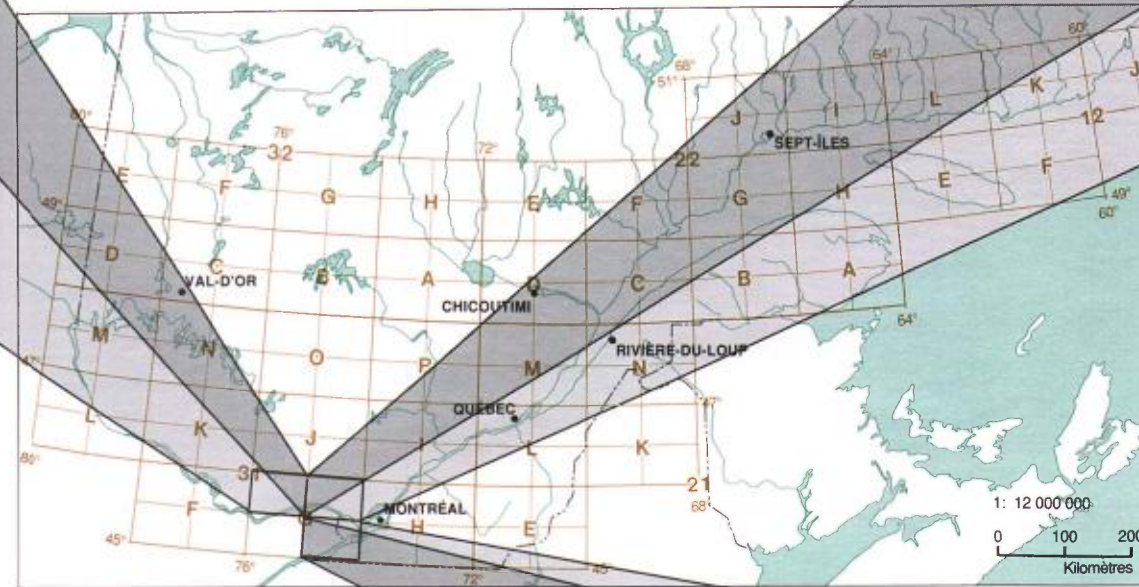 60°
68°
64°
51°
J
I
L
K
J
80°
76°
32
72°
22
SEPT-ÎLES
12
E
F
G
H
E
F
G
H
E
F
49°
49°
60°
D
C
B
A
D
C
B
A
VAL-D'OR
CHICOUTIMI
64°
M
N
O
P
M
N
RIVIÈRE-DU-LOUP
47°
QUÉBEC
47°
L
K
J
I
L
K
31
80°
21
68°
F
G
MONTRÉAL
H
E
45°
76°
72°
45°
1: 12 000 000
0 100 200
Kilomètres